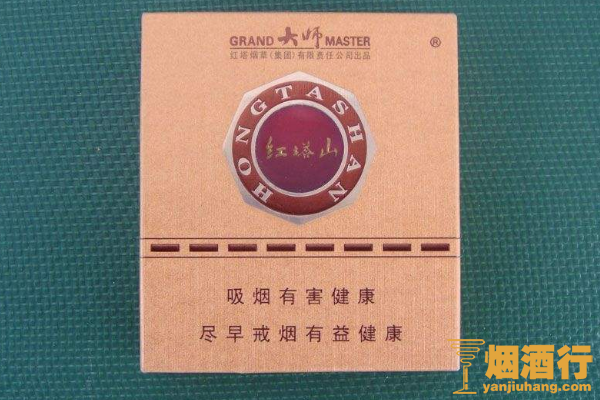 GRAND 大师 MASTER
®
红塔烟草(集团)有限责任公司出品
HONGTASHAN
红塔山
吸烟有害健康
尽早戒烟有益健康
烟酒行
yanjiuhang.com